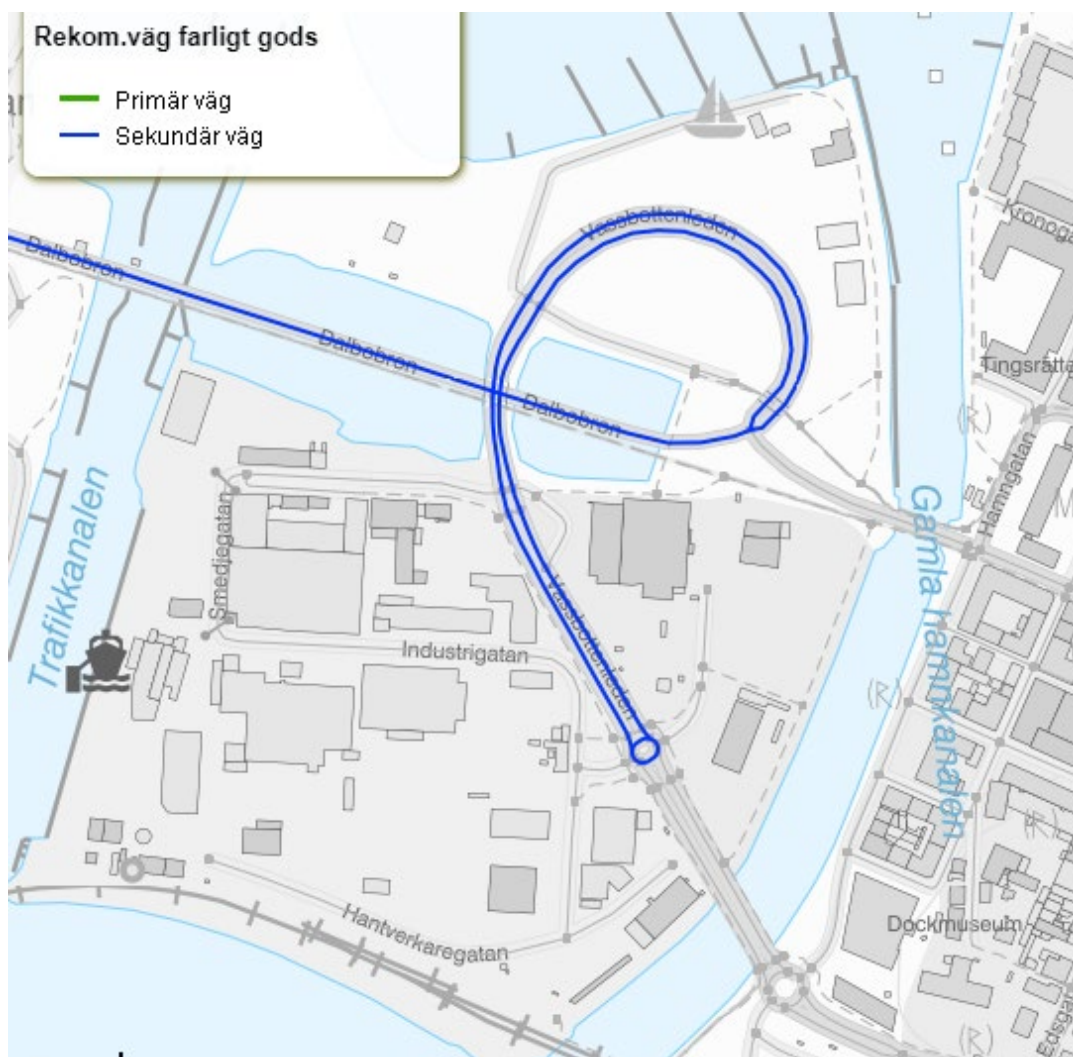 Rekom.väg farligt gods
Primär väg
Sekundär väg
Vassbottenleden
Dalbobron
Dalbobron
Dalbobron
Tingsrätte
(R)
Hamngatan
Smedjegatan
Trafikkanalen
Gamla Hamnkanalen
Vassbottenleden
Industrigatan
(R)
(R)
Hantverkaregatan
Dockmuseum
(R)